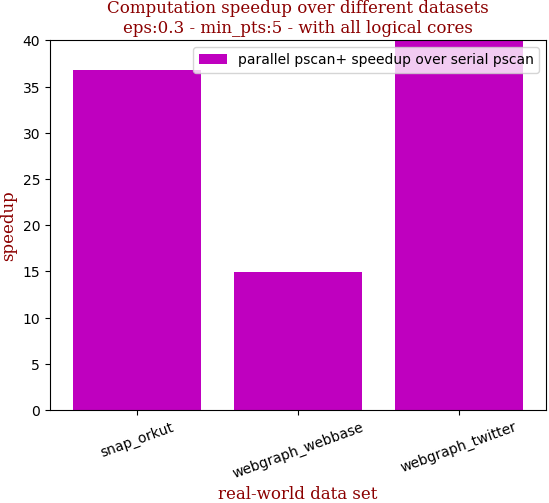 Computation speedup over different datasets
eps:0.3 - min_pts:5 - with all logical cores
parallel pscan+ speedup over serial pscan
speedup
40
35
30
25
20
15
10
5
0
snap_orkut
webgraph_webbase
webgraph_twitter
real-world data set